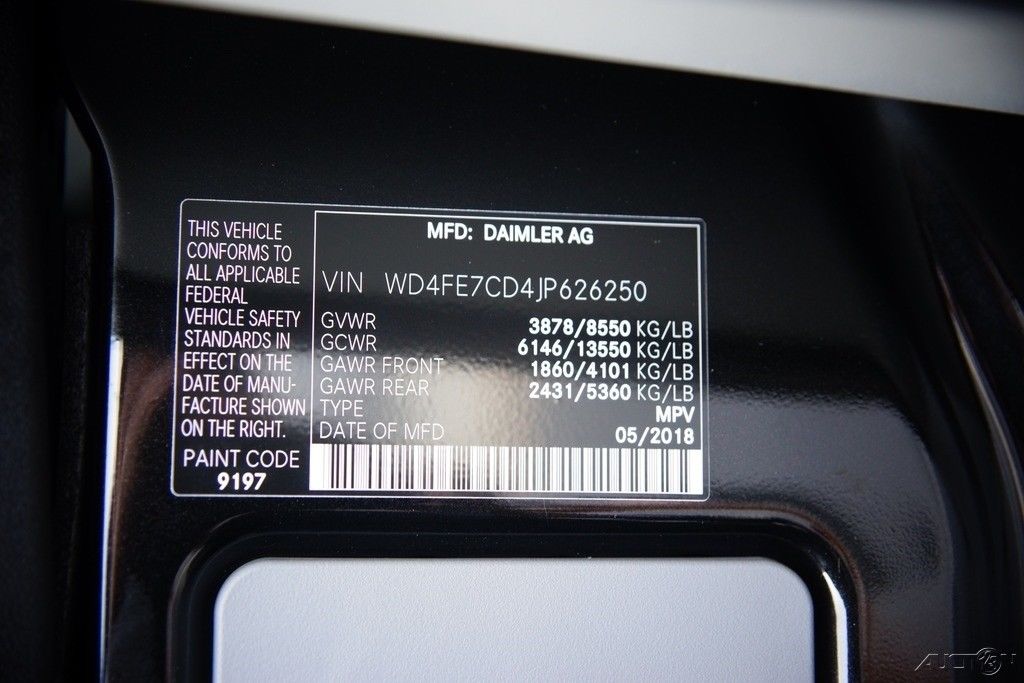 THIS VEHICLE
CONFORMS TO
ALL APPLICABLE
FEDERAL
VEHICLE SAFETY
STANDARDS IN
EFFECT ON THE
DATE OF MANU-
FACTURE SHOWN
ON THE RIGHT.
PAINT CODE
9197
MFD: DAIMLER AG
VIN WD4FE7CD4JP626250
GVWR 3878/8550 KG/LB
GCWR 6146/13550 KG/LB
GAWR FRONT 1860/4101 KG/LB
GAWR REAR 2431/5360 KG/LB
TYPE MPV
DATE OF MFD 05/2018
AUCTION 123